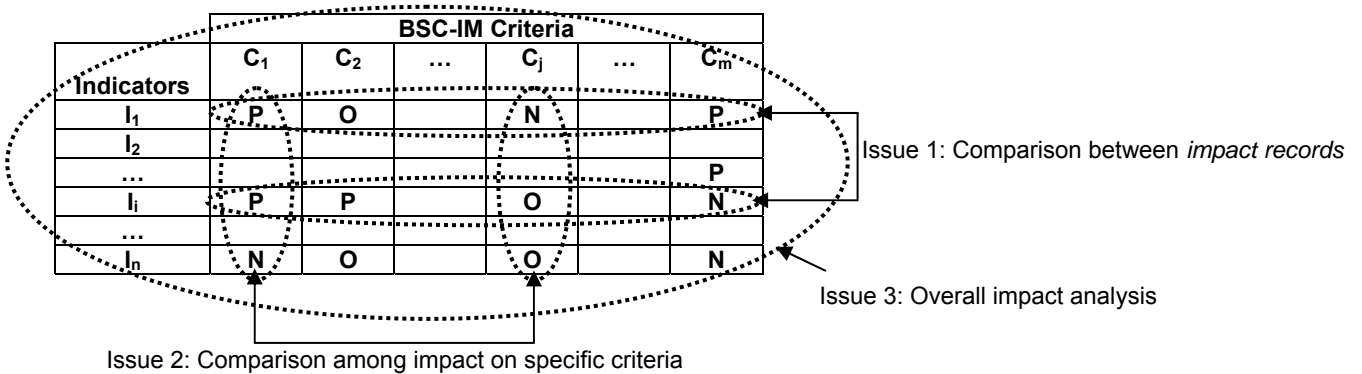 BSC-IM Criteria
Indicators C₁ C₂ … Cⱼ … Cₘ
I₁ P O N P
I₂
… P
Iᵢ P P O N
…
Iₙ N O O N
Issue 1: Comparison between impact records
Issue 3: Overall impact analysis
Issue 2: Comparison among impact on specific criteria